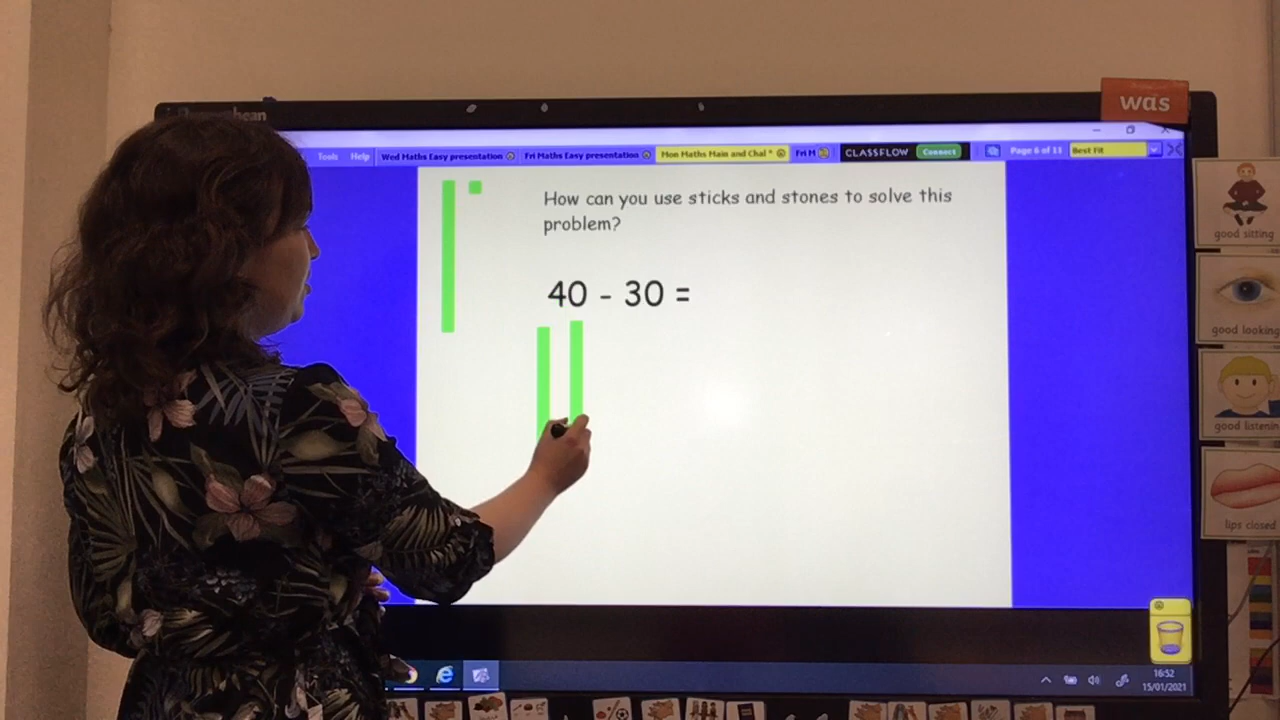 was
Tools Help Wed Maths Easy presentation Fri Maths Easy presentation Mon Maths Main and Chal * Fri M CLASSFLOW Connect Page 6 of 11 Best Fit
How can you use sticks and stones to solve this
problem?
40 - 30 =
good sitting
good looking
good listenin
lips closed
16:52
15/01/2021